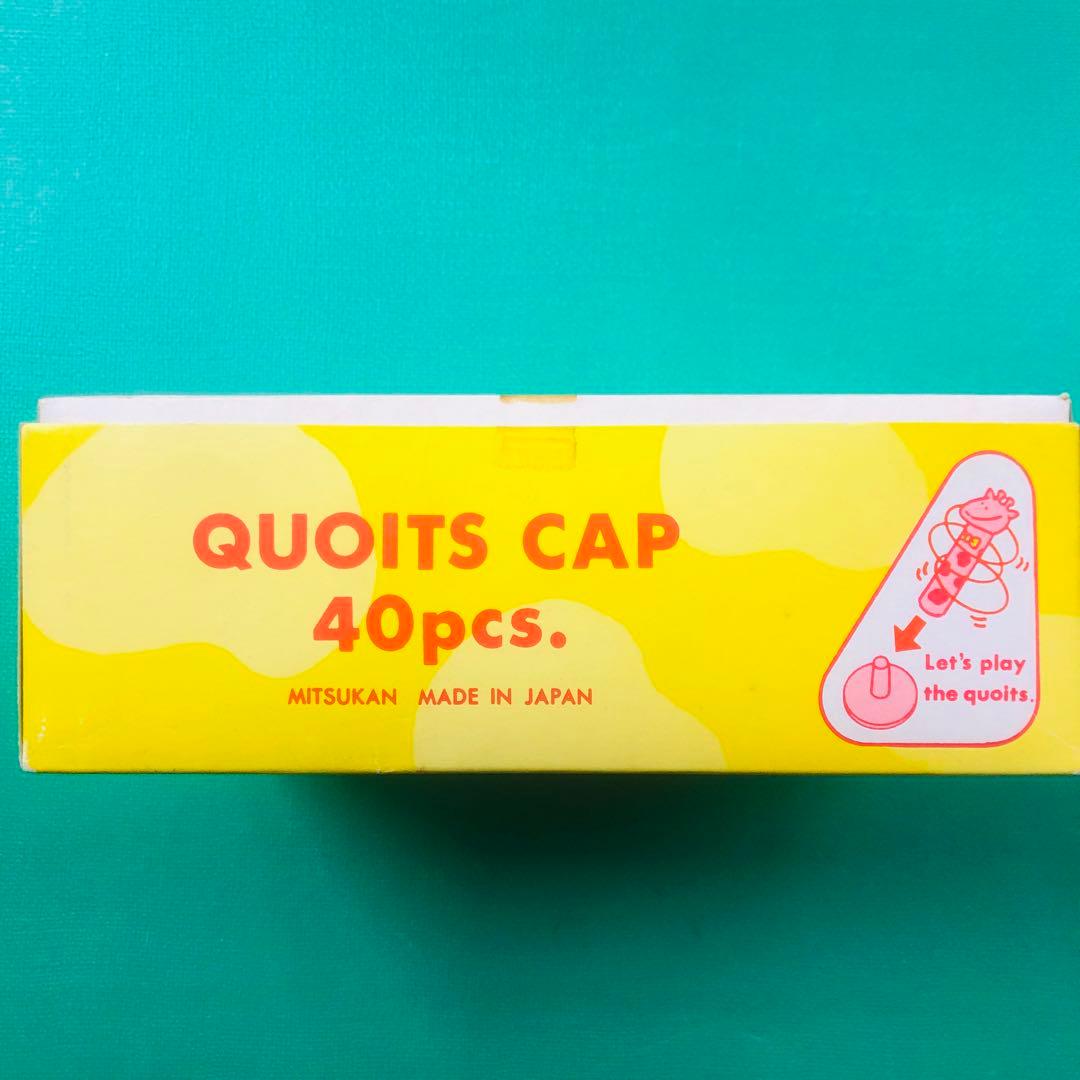 QUOITS CAP
40pcs.
MITSUKAN MADE IN JAPAN
Let's play
the quoits.